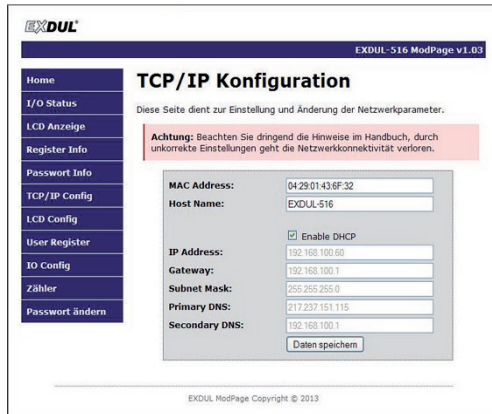 EXDUL
EXDUL-516 ModPage v1.03
Home
I/O Status
LCD Anzeige
Register Info
Passwort Info
TCP/IP Config
LCD Config
User Register
IO Config
Zähler
Passwort ändern
TCP/IP Konfiguration
Diese Seite dient zur Einstellung und Änderung der Netzwerkparameter.
Achtung: Beachten Sie dringend die Hinweise im Handbuch, durch
unkorrekte Einstellungen geht die Netzwerkkonnektivität verloren.
MAC Address: 04:29:01:43:6F:32
Host Name: EXDUL-516
Enable DHCP
IP Address: 192.168.100.60
Gateway: 192.168.100.1
Subnet Mask: 255.255.255.0
Primary DNS: 217.237.151.115
Secondary DNS: 192.168.100.1
Daten speichern
EXDUL ModPage Copyright © 2013